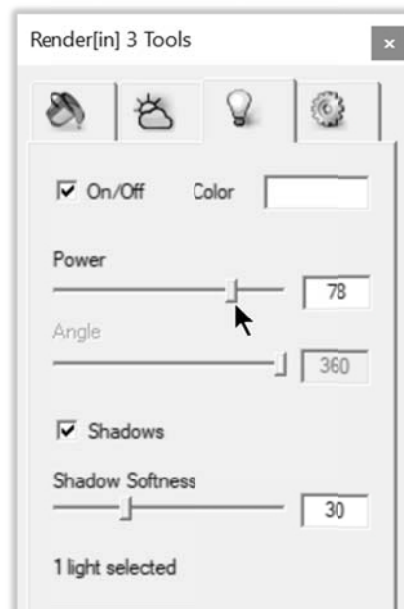 Render[in] 3 Tools
x
On/Off Color
Power
78
Angle
360
Shadows
Shadow Softness
30
1 light selected